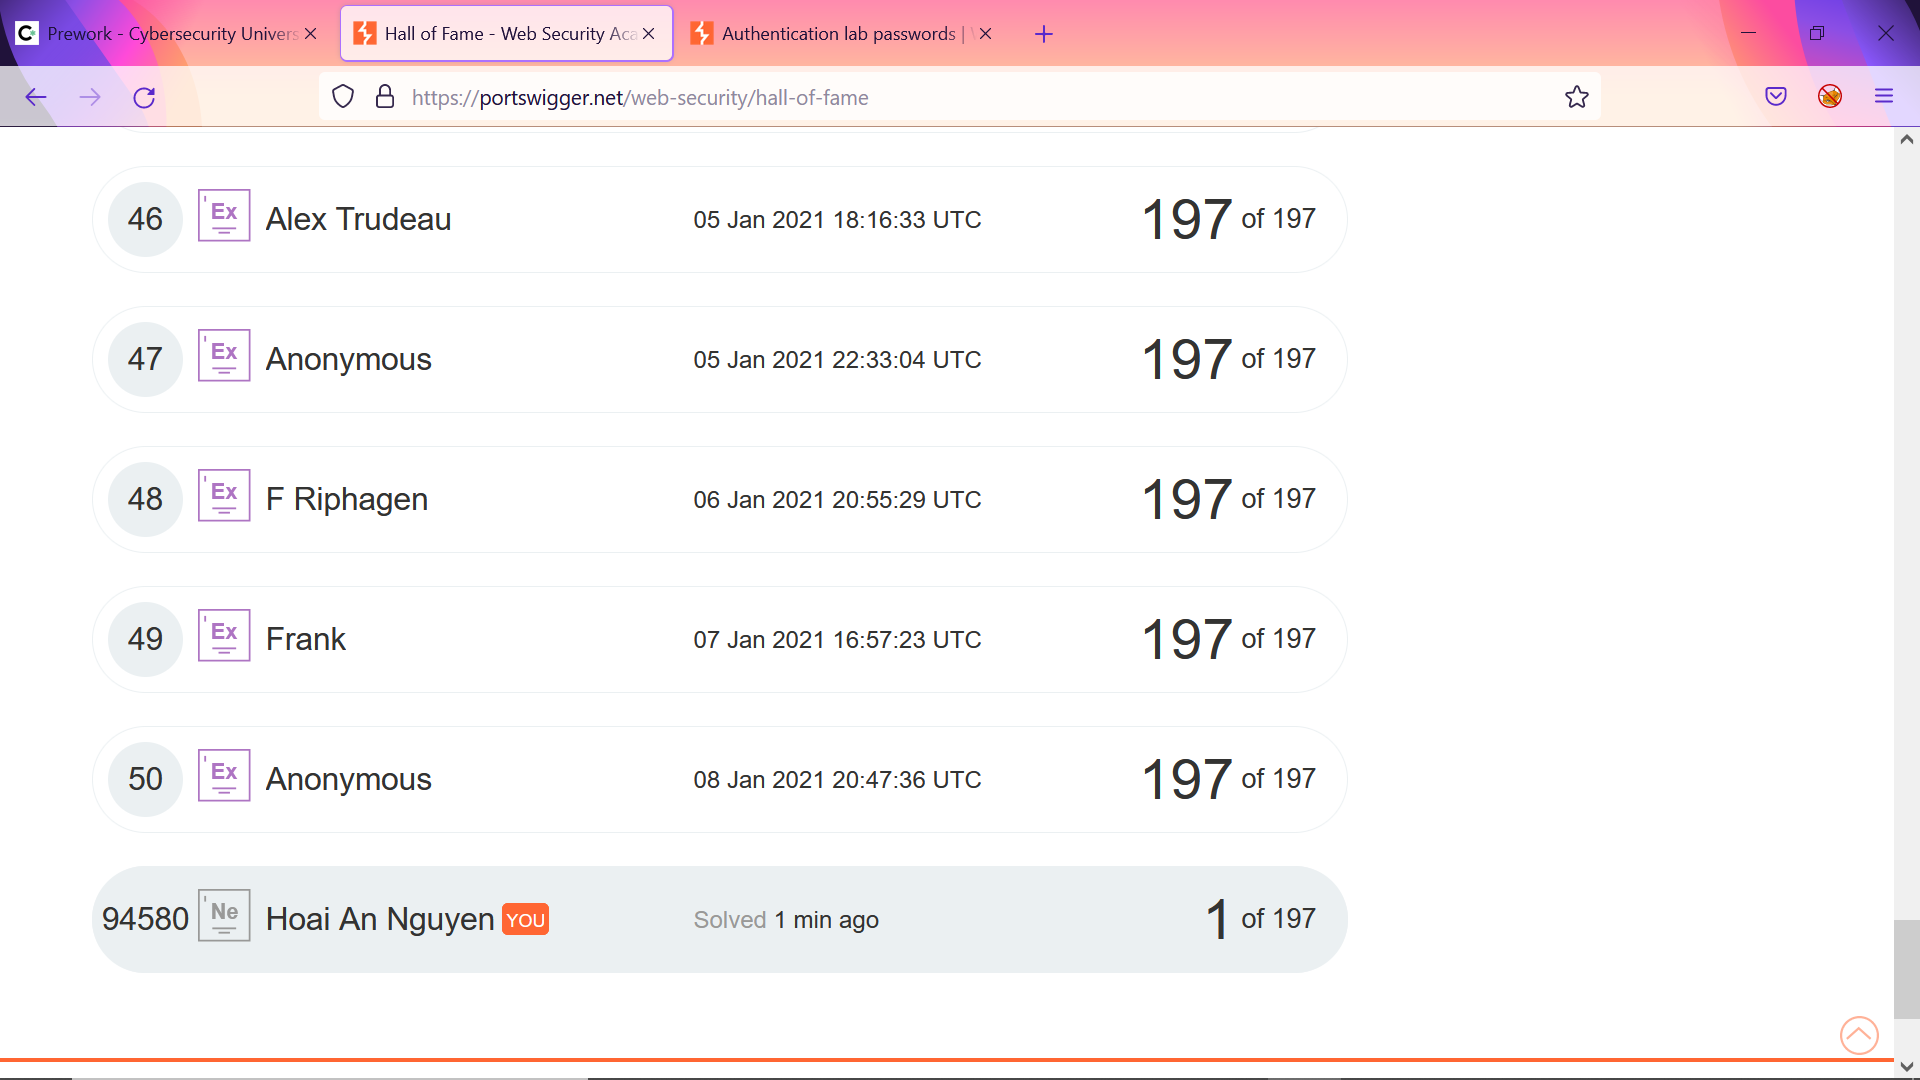 Prework - Cybersecurity Univers
Hall of Fame - Web Security Aca
Authentication lab passwords |
https://portswigger.net/web-security/hall-of-fame
46 Ex Alex Trudeau 05 Jan 2021 18:16:33 UTC 197 of 197
47 Ex Anonymous 05 Jan 2021 22:33:04 UTC 197 of 197
48 Ex F Riphagen 06 Jan 2021 20:55:29 UTC 197 of 197
49 Ex Frank 07 Jan 2021 16:57:23 UTC 197 of 197
50 Ex Anonymous 08 Jan 2021 20:47:36 UTC 197 of 197
94580 Ne Hoai An Nguyen YOU Solved 1 min ago 1 of 197